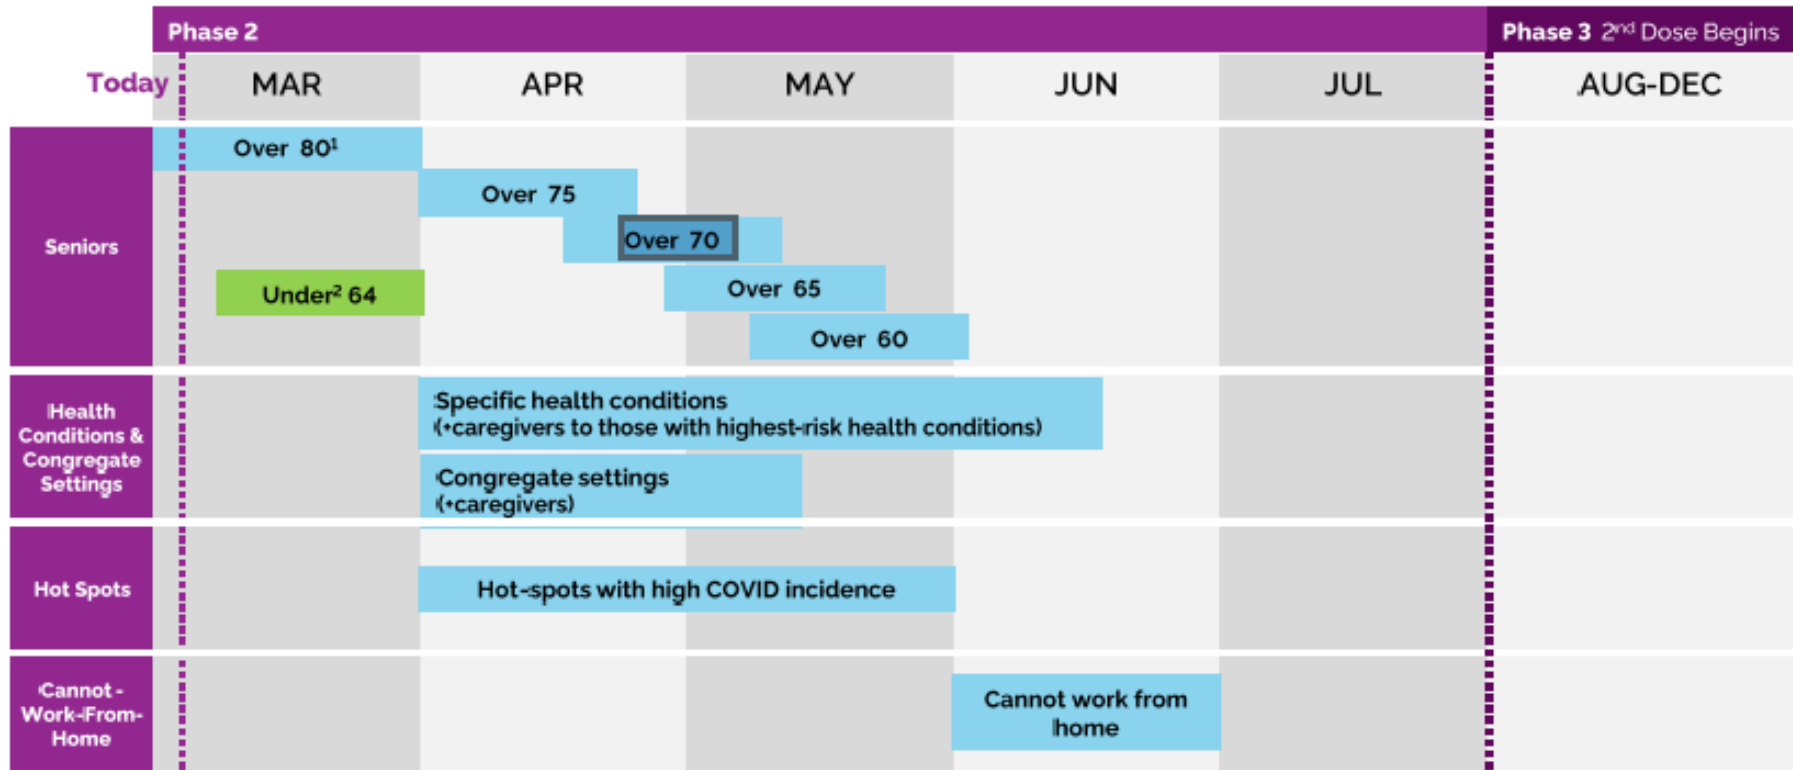 Phase 2
Phase 3 2nd Dose Begins
Today
MAR
APR
MAY
JUN
JUL
AUG-DEC
Seniors
Over 80¹
Over 75
Over 70
Under² 64
Over 65
Over 60
Health
Conditions &
Congregate
Settings
Specific health conditions
(+caregivers to those with highest-risk health conditions)
Congregate settings
(+caregivers)
Hot Spots
Hot-spots with high COVID incidence
Cannot -
Work-From-
Home
Cannot work from
home